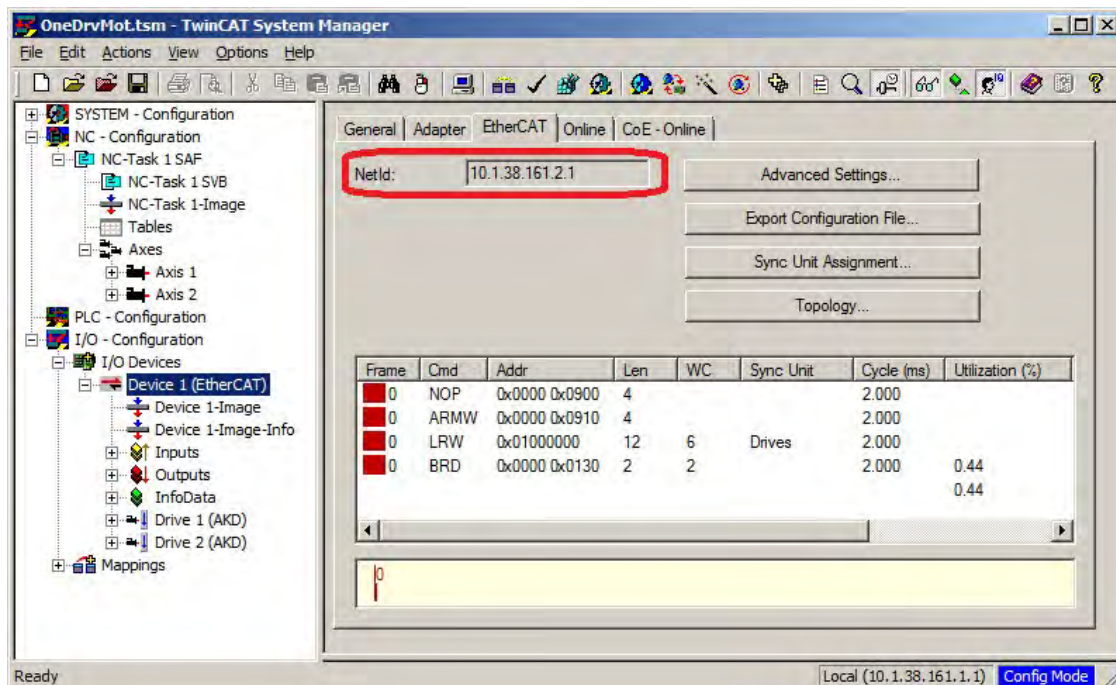 OneDrvMot.tsm - TwinCAT System Manager
File Edit Actions View Options Help
SYSTEM - Configuration
NC - Configuration
NC-Task 1 SAF
NC-Task 1 SVB
NC-Task 1-Image
Tables
Axes
Axis 1
Axis 2
PLC - Configuration
I/O - Configuration
I/O Devices
Device 1 (EtherCAT)
Device 1-Image
Device 1-Image-Info
Inputs
Outputs
InfoData
Drive 1 (AKD)
Drive 2 (AKD)
Mappings
General Adapter EtherCAT Online CoE - Online
NetId: 10.1.38.161.2.1
Advanced Settings...
Export Configuration File...
Sync Unit Assignment...
Topology...
Frame Cmd Addr Len WC Sync Unit Cycle (ms) Utilization (%)
0 NOP 0x0000 0x0900 4 2.000
0 ARMW 0x0000 0x0910 4 2.000
0 LRW 0x01000000 12 6 Drives 2.000
0 BRD 0x0000 0x0130 2 2 2.000 0.44
0.44
0
Ready Local (10.1.38.161.1.1) Config Mode